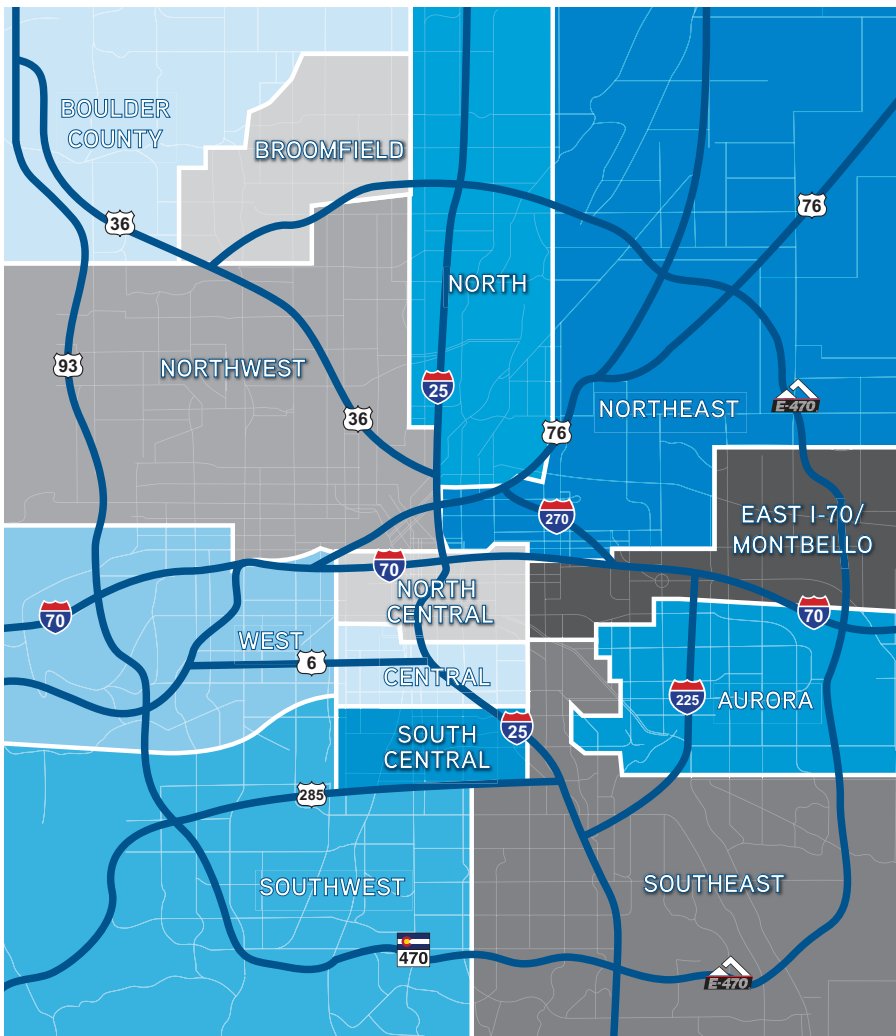 BOULDER
COUNTY
BROOMFIELD
36
76
NORTH
93
NORTHWEST
25
E-470
36
NORTHEAST
76
270
EAST I-70/
MONTBELLO
70
NORTH
CENTRAL
70
70
WEST
6
CENTRAL
225
AURORA
25
SOUTH
CENTRAL
285
SOUTHWEST
SOUTHEAST
470
E-470